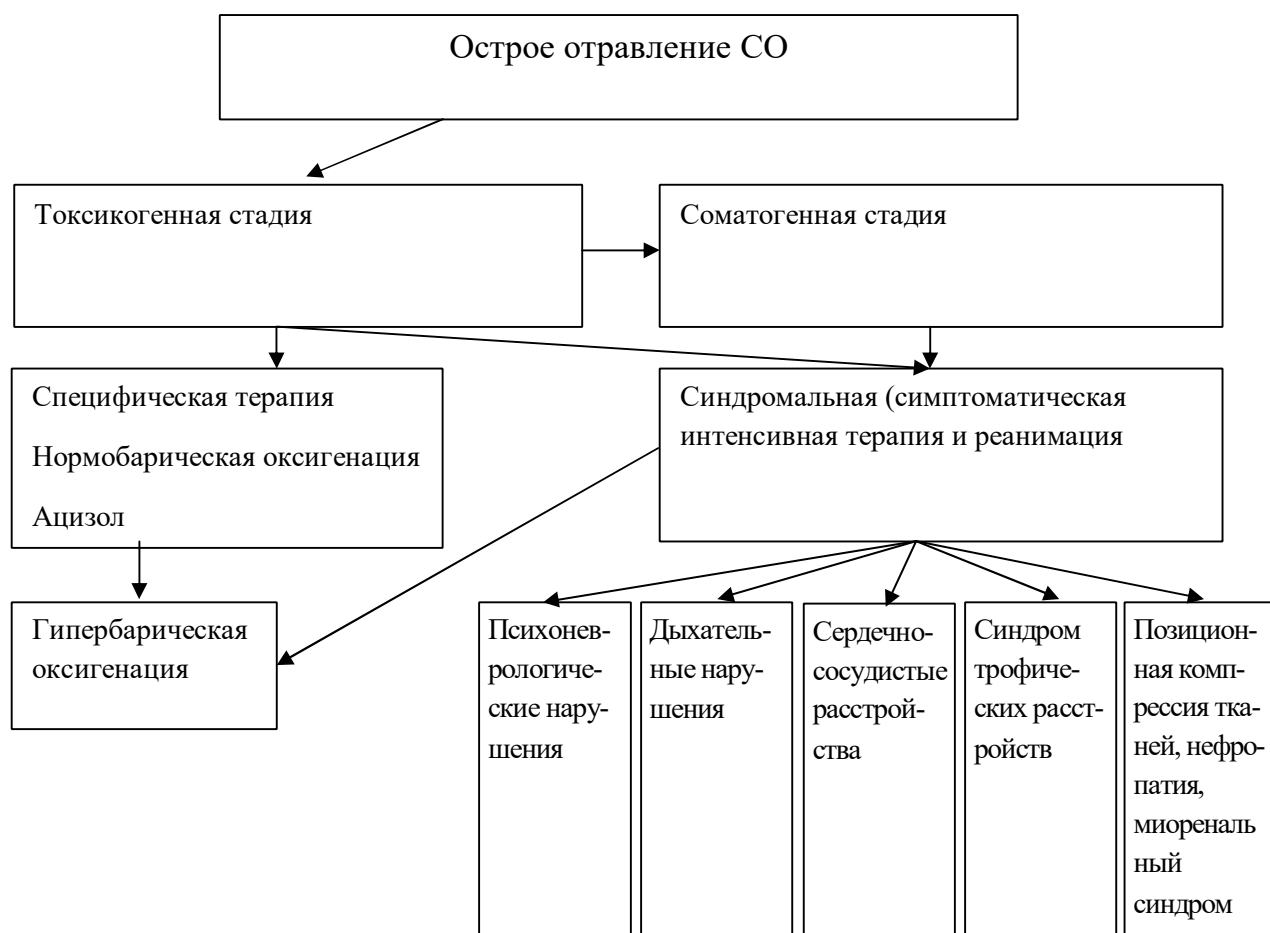 Острое отравление СО
Токсикогенная стадия
Соматогенная стадия
Специфическая терапия
Нормобарическая оксигенация
Ацизол
Синдромальная (симптоматическая
интенсивная терапия и реанимация
Гипербарическая
оксигенация
Психонев-
рологиче-
ские нару-
шения
Дыхатель-
ные нару-
шения
Сердечно-
сосудистые
расстрой-
ства
Синдром
трофиче-
ских расст-
ройств
Позицион-
ная комп-
рессия тка-
ней, нефро-
патия,
миореналь
ный
синдром